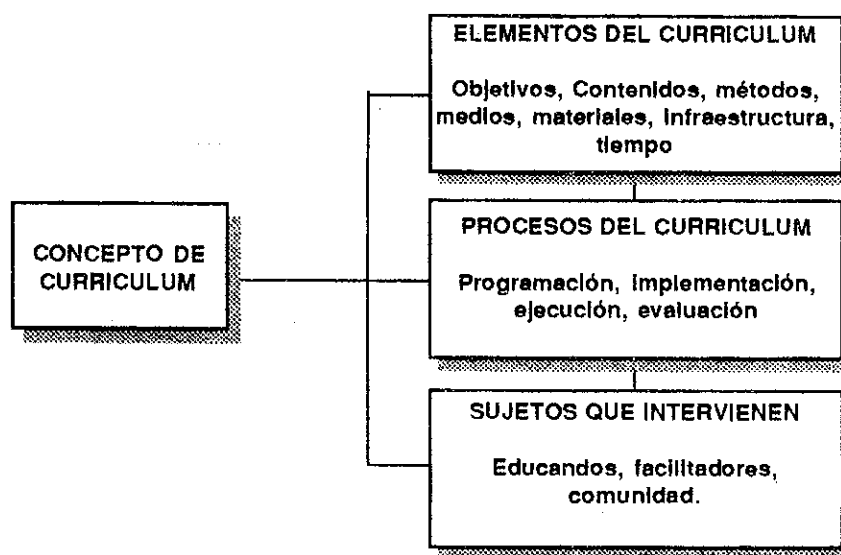 CONCEPTO DE
CURRICULUM
ELEMENTOS DEL CURRICULUM
Objetivos, Contenidos, métodos,
medios, materiales, infraestructura,
tiempo
PROCESOS DEL CURRICULUM
Programación, implementación,
ejecución, evaluación
SUJETOS QUE INTERVIENEN
Educandos, facilitadores,
comunidad.